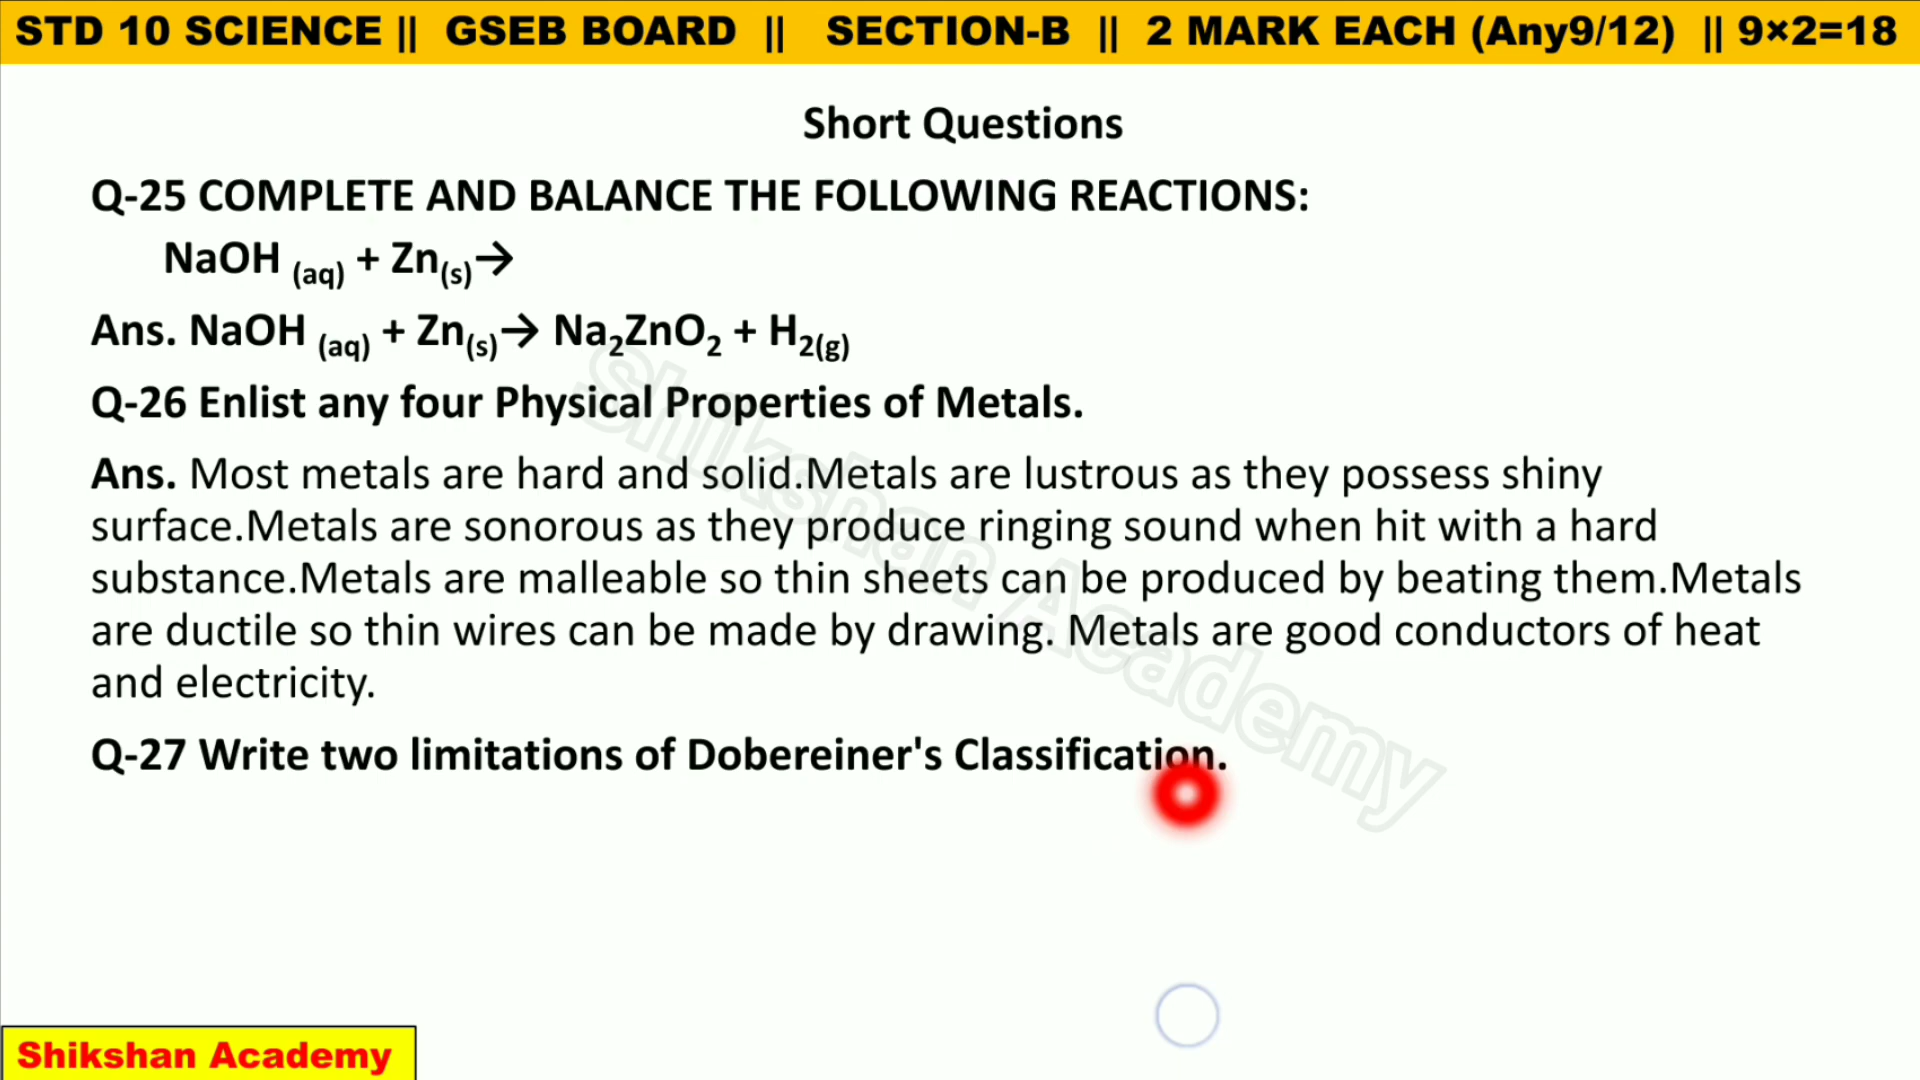 STD 10 SCIENCE || GSEB BOARD || SECTION-B || 2 MARK EACH (Any9/12) || 9×2=18
Short Questions
Q-25 COMPLETE AND BALANCE THE FOLLOWING REACTIONS:
NaOH (aq) + Zn(s)→
Ans. NaOH (aq) + Zn(s)→ Na₂ZnO₂ + H₂(g)
Q-26 Enlist any four Physical Properties of Metals.
Ans. Most metals are hard and solid.Metals are lustrous as they possess shiny
surface.Metals are sonorous as they produce ringing sound when hit with a hard
substance.Metals are malleable so thin sheets can be produced by beating them.Metals
are ductile so thin wires can be made by drawing. Metals are good conductors of heat
and electricity.
Q-27 Write two limitations of Dobereiner's Classification.
Shikshan Academy
Shikshan Academy